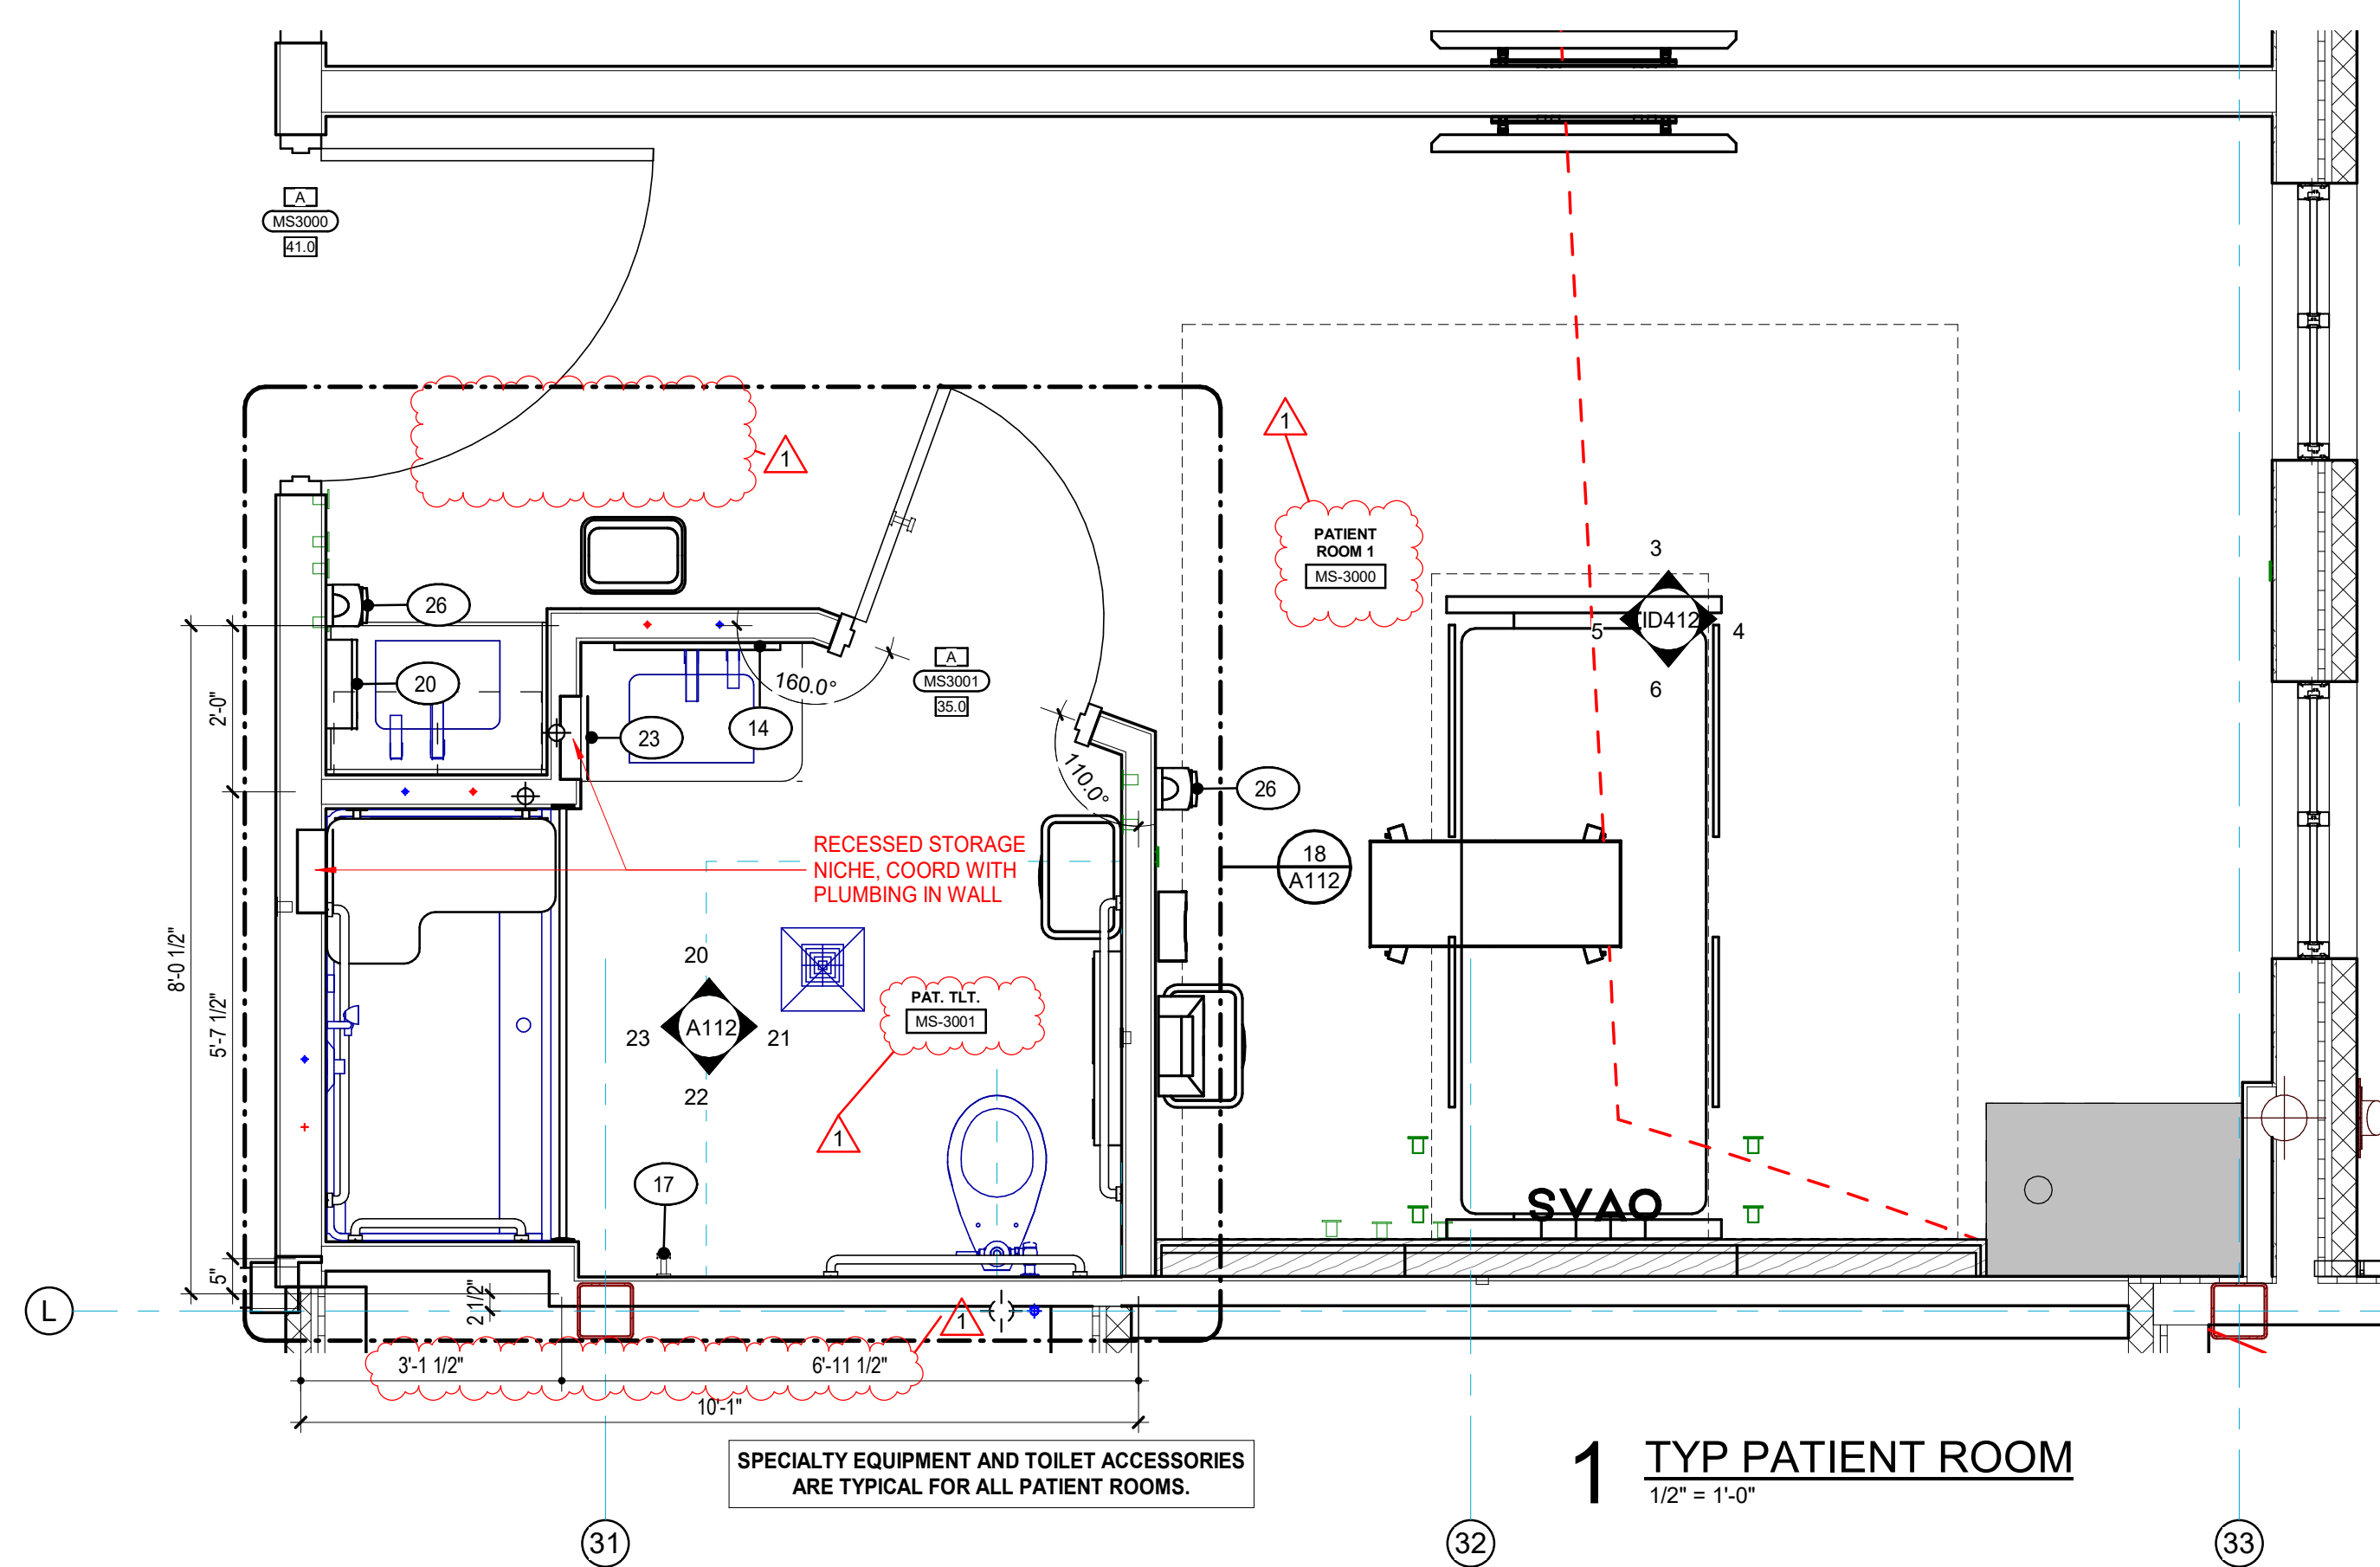 A
MS3000
41.0
1
1
PATIENT
ROOM 1
MS-3000
3
ID412
5
4
6
26
20
23
14
160.0°
A
MS3001
35.0
110.0°
26
2'-0"
RECESSED STORAGE
NICHE, COORD WITH
PLUMBING IN WALL
18
A112
8'-0 1/2"
5'-7 1/2"
20
23
A112
21
22
PAT. TLT.
MS-3001
1
17
SVAO
5"
2 1/2"
L
1
3'-1 1/2"
6'-11 1/2"
10'-1"
SPECIALTY EQUIPMENT AND TOILET ACCESSORIES
ARE TYPICAL FOR ALL PATIENT ROOMS.
1
TYP PATIENT ROOM
1/2" = 1'-0"
31
32
33